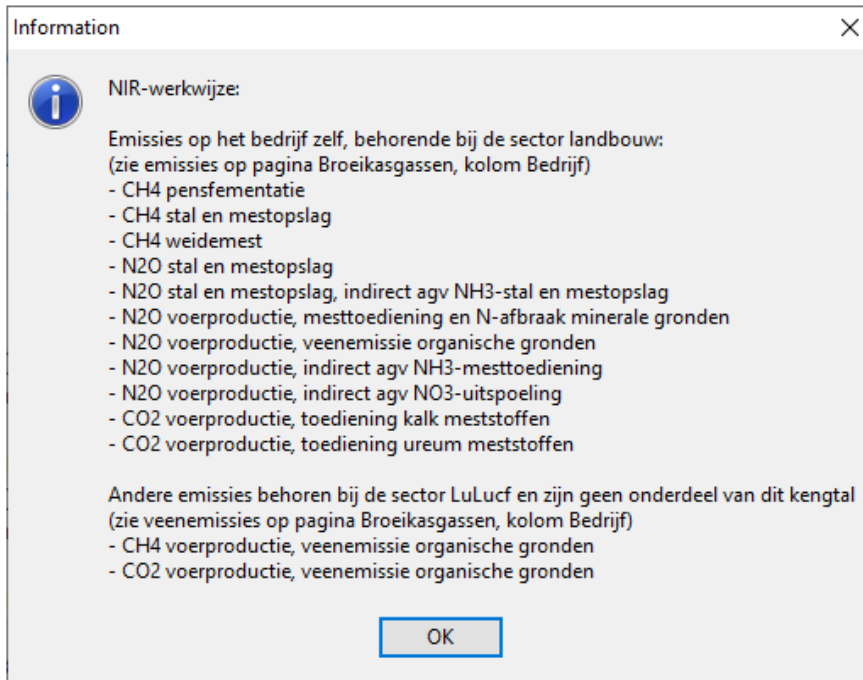 Information
NIR-werkwijze:
Emissies op het bedrijf zelf, behorende bij de sector landbouw:
(zie emissies op pagina Broeikasgassen, kolom Bedrijf)
- CH4 pensfementatie
- CH4 stal en mestopslag
- CH4 weidemest
- N2O stal en mestopslag
- N2O stal en mestopslag, indirect agv NH3-stal en mestopslag
- N2O voerproductie, mesttoediening en N-afbraak minerale gronden
- N2O voerproductie, veenemissie organische gronden
- N2O voerproductie, indirect agv NH3-mesttoediening
- N2O voerproductie, indirect agv NO3-uitspoeling
- CO2 voerproductie, toediening kalk meststoffen
- CO2 voerproductie, toediening ureum meststoffen
Andere emissies behoren bij de sector LuLucf en zijn geen onderdeel van dit kengtal
(zie veenemissies op pagina Broeikasgassen, kolom Bedrijf)
- CH4 voerproductie, veenemissie organische gronden
- CO2 voerproductie, veenemissie organische gronden
OK